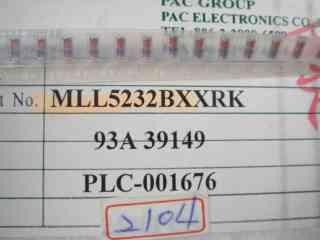 PAC GROUP
PAC ELECTRONICS CO
No. MLL5232BXXRK
93A 39149
PLC-001676
2104